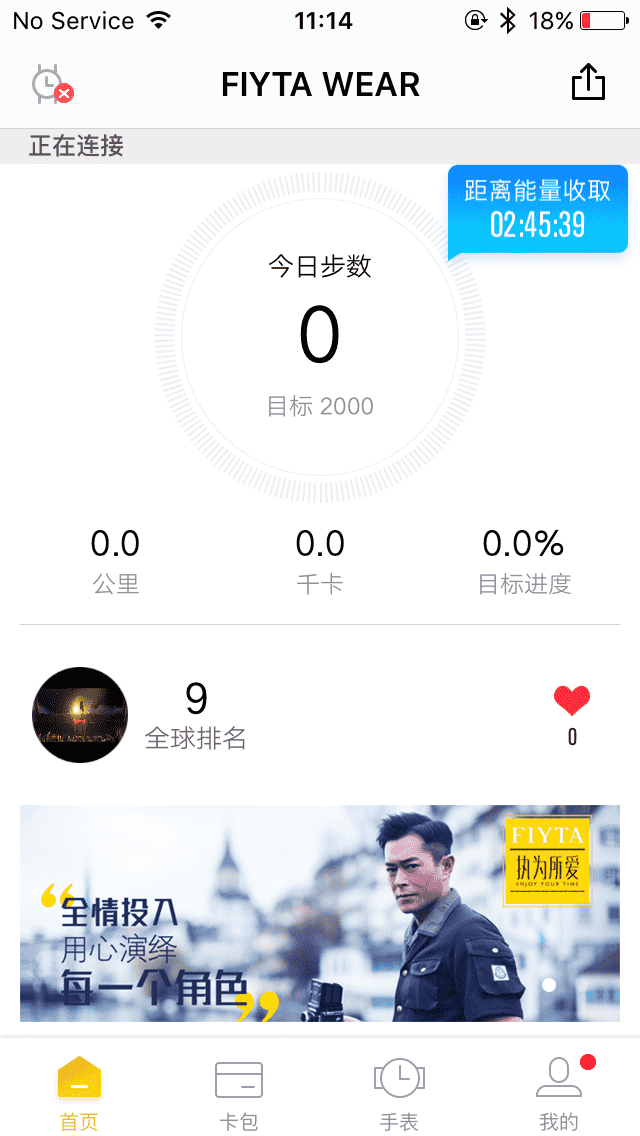 No Service 11:14 18%
FIYTA WEAR
正在连接
距离能量收取
02:45:39
今日步数
0
目标 2000
0.0 0.0 0.0%
公里 千卡 目标进度
9
全球排名
0
FIYTA
执为所爱
ENJOY YOUR TIME
“全情投入
用心演绎
每一个角色”
首页 卡包 手表 我的